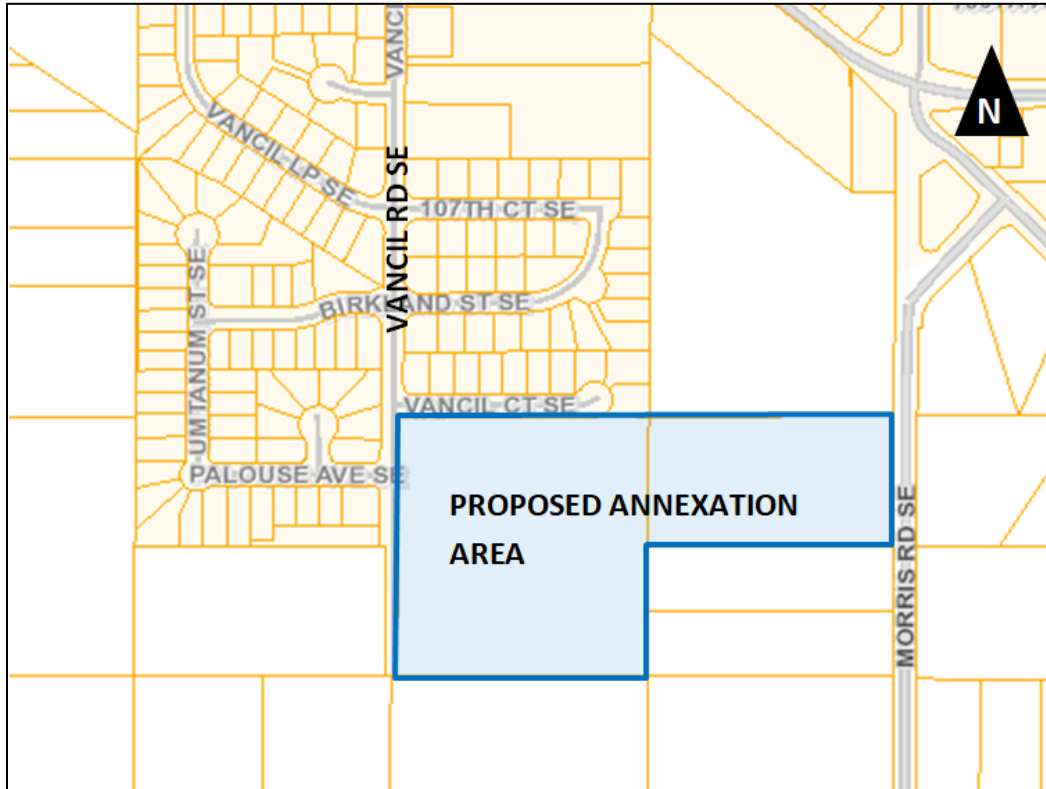 VANCI
N
VANCIL LP SE
VANCIL RD SE
107TH CT SE
UMTANUM ST SE
BIRKLAND ST SE
VANCIL CT SE
PALOUSE AVE SE
PROPOSED ANNEXATION
AREA
MORRIS RD SE